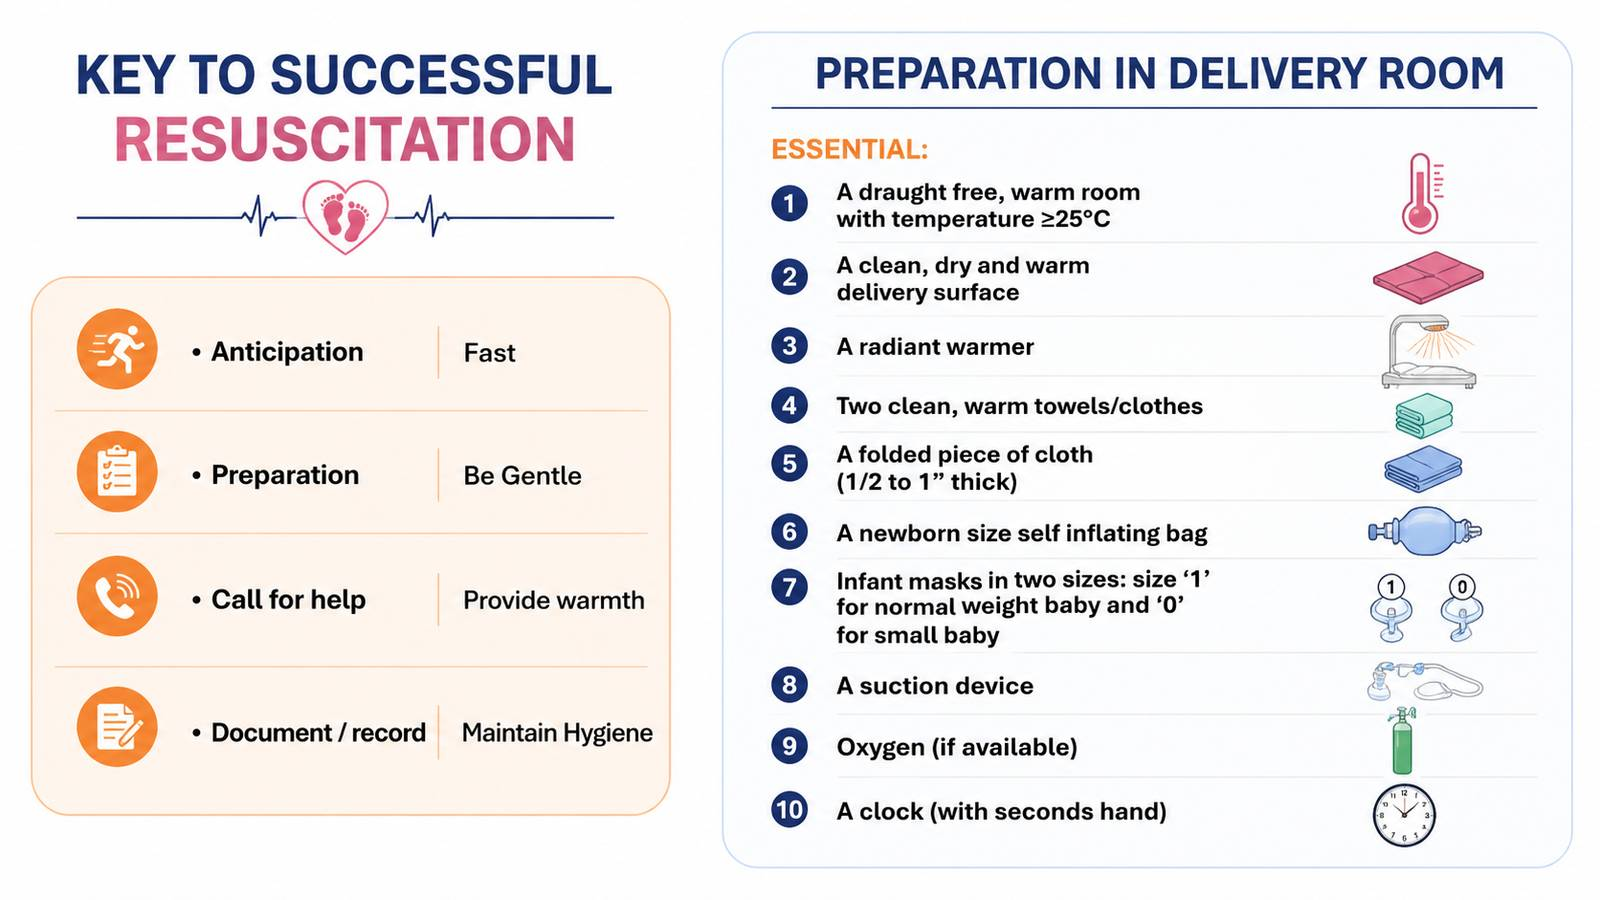 KEY TO SUCCESSFUL
RESUSCITATION
• Anticipation
Fast
• Preparation
Be Gentle
• Call for help
Provide warmth
• Document / record
Maintain Hygiene
PREPARATION IN DELIVERY ROOM
ESSENTIAL:
1
A draught free, warm room
with temperature ≥25°C
2
A clean, dry and warm
delivery surface
3
A radiant warmer
4
Two clean, warm towels/clothes
5
A folded piece of cloth
(1/2 to 1” thick)
6
A newborn size self inflating bag
7
Infant masks in two sizes: size ‘1’
for normal weight baby and ‘0’
for small baby
1 0
8
A suction device
9
Oxygen (if available)
10
A clock (with seconds hand)